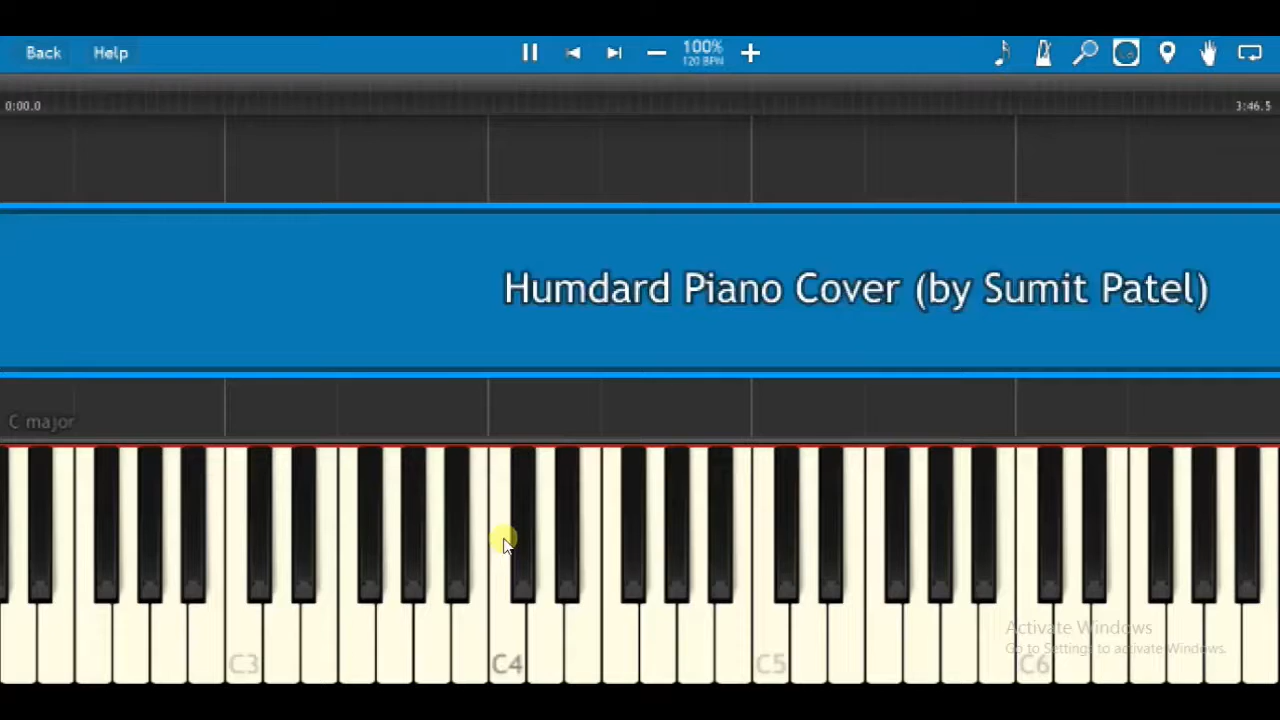 Back Help 100%
120 BPM
0:00.0 3:46.5
Humdard Piano Cover (by Sumit Patel)
C major
Activate Windows
Go to Settings to activate Windows.
C3 C4 C5 C6